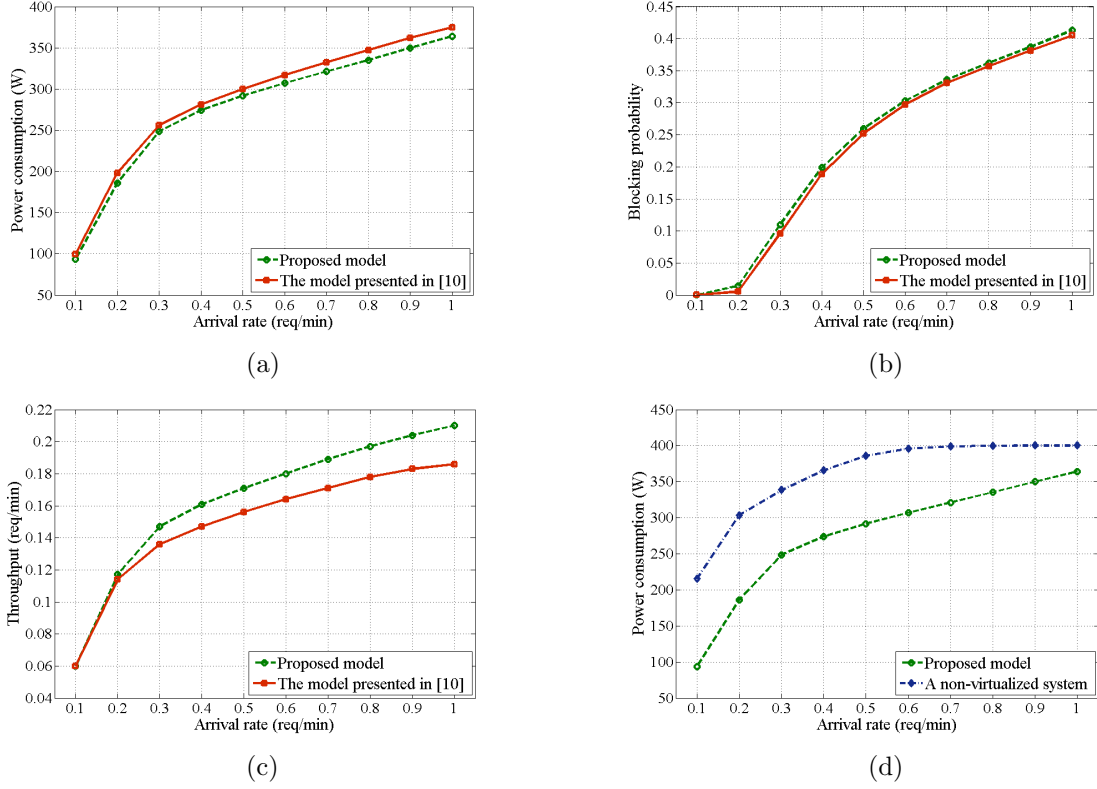 400
350
300
250
200
150
100
50
Power consumption (W)
Proposed model
The model presented in [10]
0.1 0.2 0.3 0.4 0.5 0.6 0.7 0.8 0.9 1
Arrival rate (req/min)
(a)
0.45
0.4
0.35
0.3
0.25
0.2
0.15
0.1
0.05
0
Blocking probability
Proposed model
The model presented in [10]
0.1 0.2 0.3 0.4 0.5 0.6 0.7 0.8 0.9 1
Arrival rate (req/min)
(b)
0.22
0.2
0.18
0.16
0.14
0.12
0.1
0.08
0.06
0.04
Throughput (req/min)
Proposed model
The model presented in [10]
0.1 0.2 0.3 0.4 0.5 0.6 0.7 0.8 0.9 1
Arrival rate (req/min)
(c)
450
400
350
300
250
200
150
100
50
Power consumption (W)
Proposed model
A non-virtualized system
0.1 0.2 0.3 0.4 0.5 0.6 0.7 0.8 0.9 1
Arrival rate (req/min)
(d)